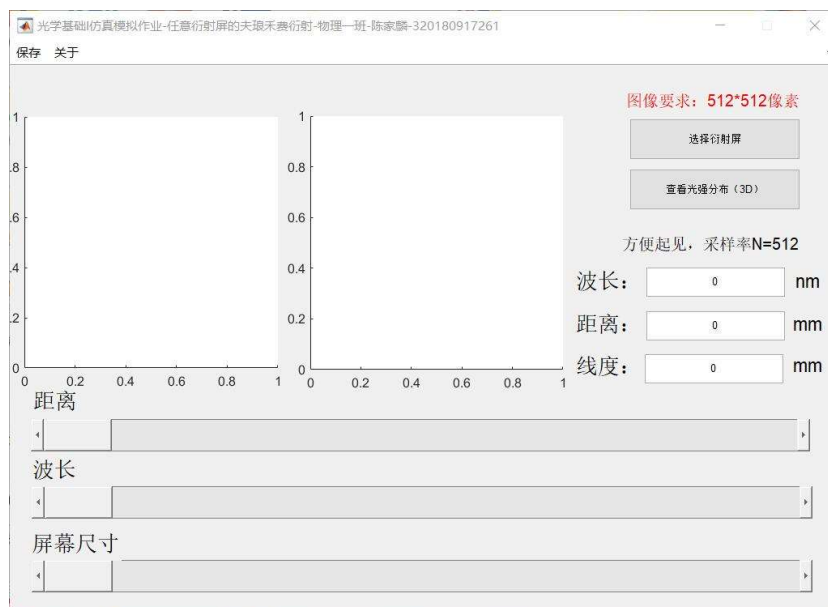 光学基础I仿真模拟作业-任意衍射屏的夫琅禾赛衍射-物理一班-陈家麟-320180917261
保存 关于
图像要求：512*512像素
选择衍射屏
查看光强分布（3D）
方便起见，采样率N=512
波长： 0 nm
距离： 0 mm
线度： 0 mm
1
0.8
0.6
0.4
0.2
0
0 0.2 0.4 0.6 0.8 1
1
.8
.6
.4
.2
0
0 0.2 0.4 0.6 0.8 1
距离
波长
屏幕尺寸